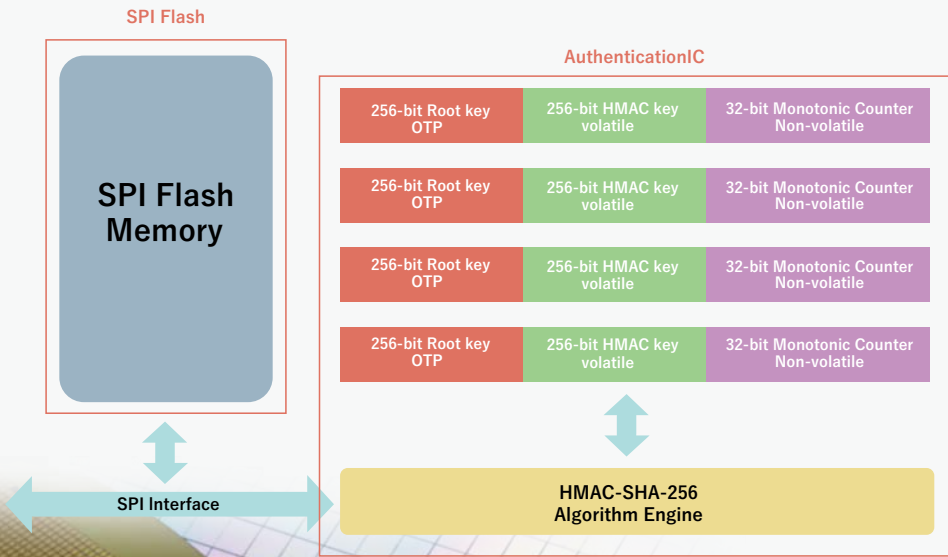 SPI Flash
SPI Flash
Memory
AuthenticationIC
256-bit Root key
OTP
256-bit HMAC key
volatile
32-bit Monotonic Counter
Non-volatile
256-bit Root key
OTP
256-bit HMAC key
volatile
32-bit Monotonic Counter
Non-volatile
256-bit Root key
OTP
256-bit HMAC key
volatile
32-bit Monotonic Counter
Non-volatile
256-bit Root key
OTP
256-bit HMAC key
volatile
32-bit Monotonic Counter
Non-volatile
SPI Interface
HMAC-SHA-256
Algorithm Engine